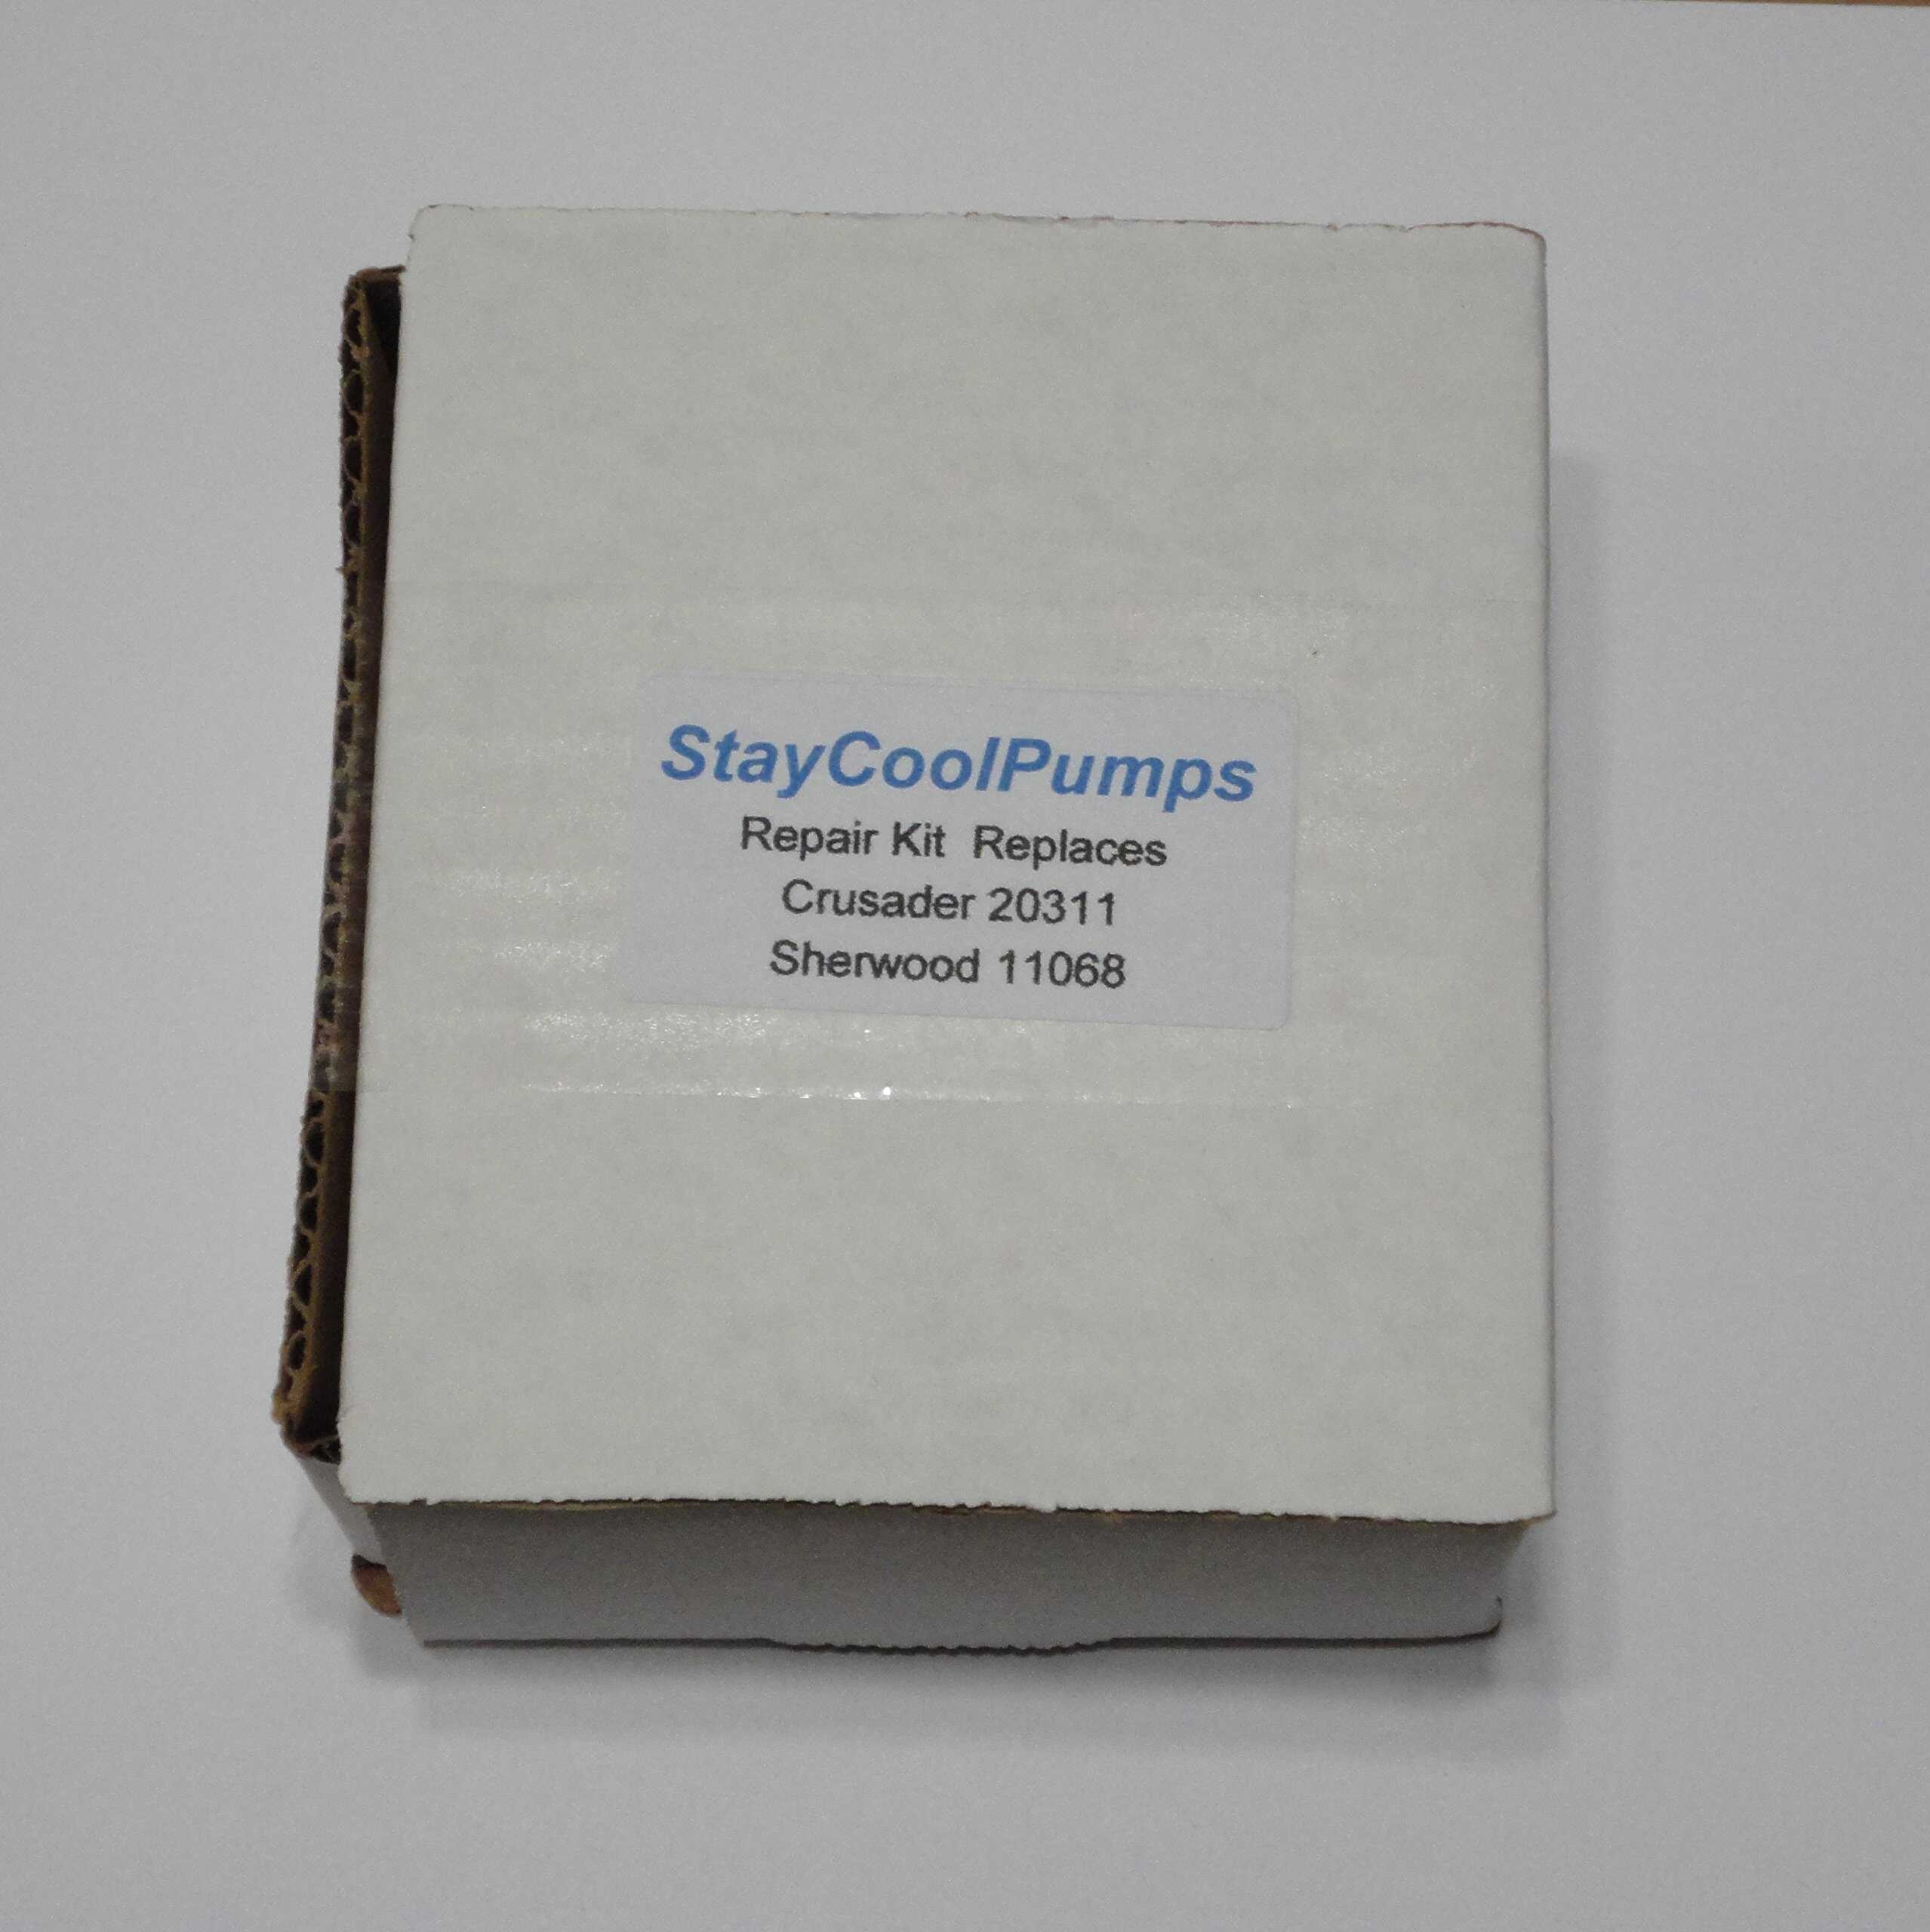 StayCoolPumps
Repair Kit  Replaces
Crusader 20311
Sherwood 11068